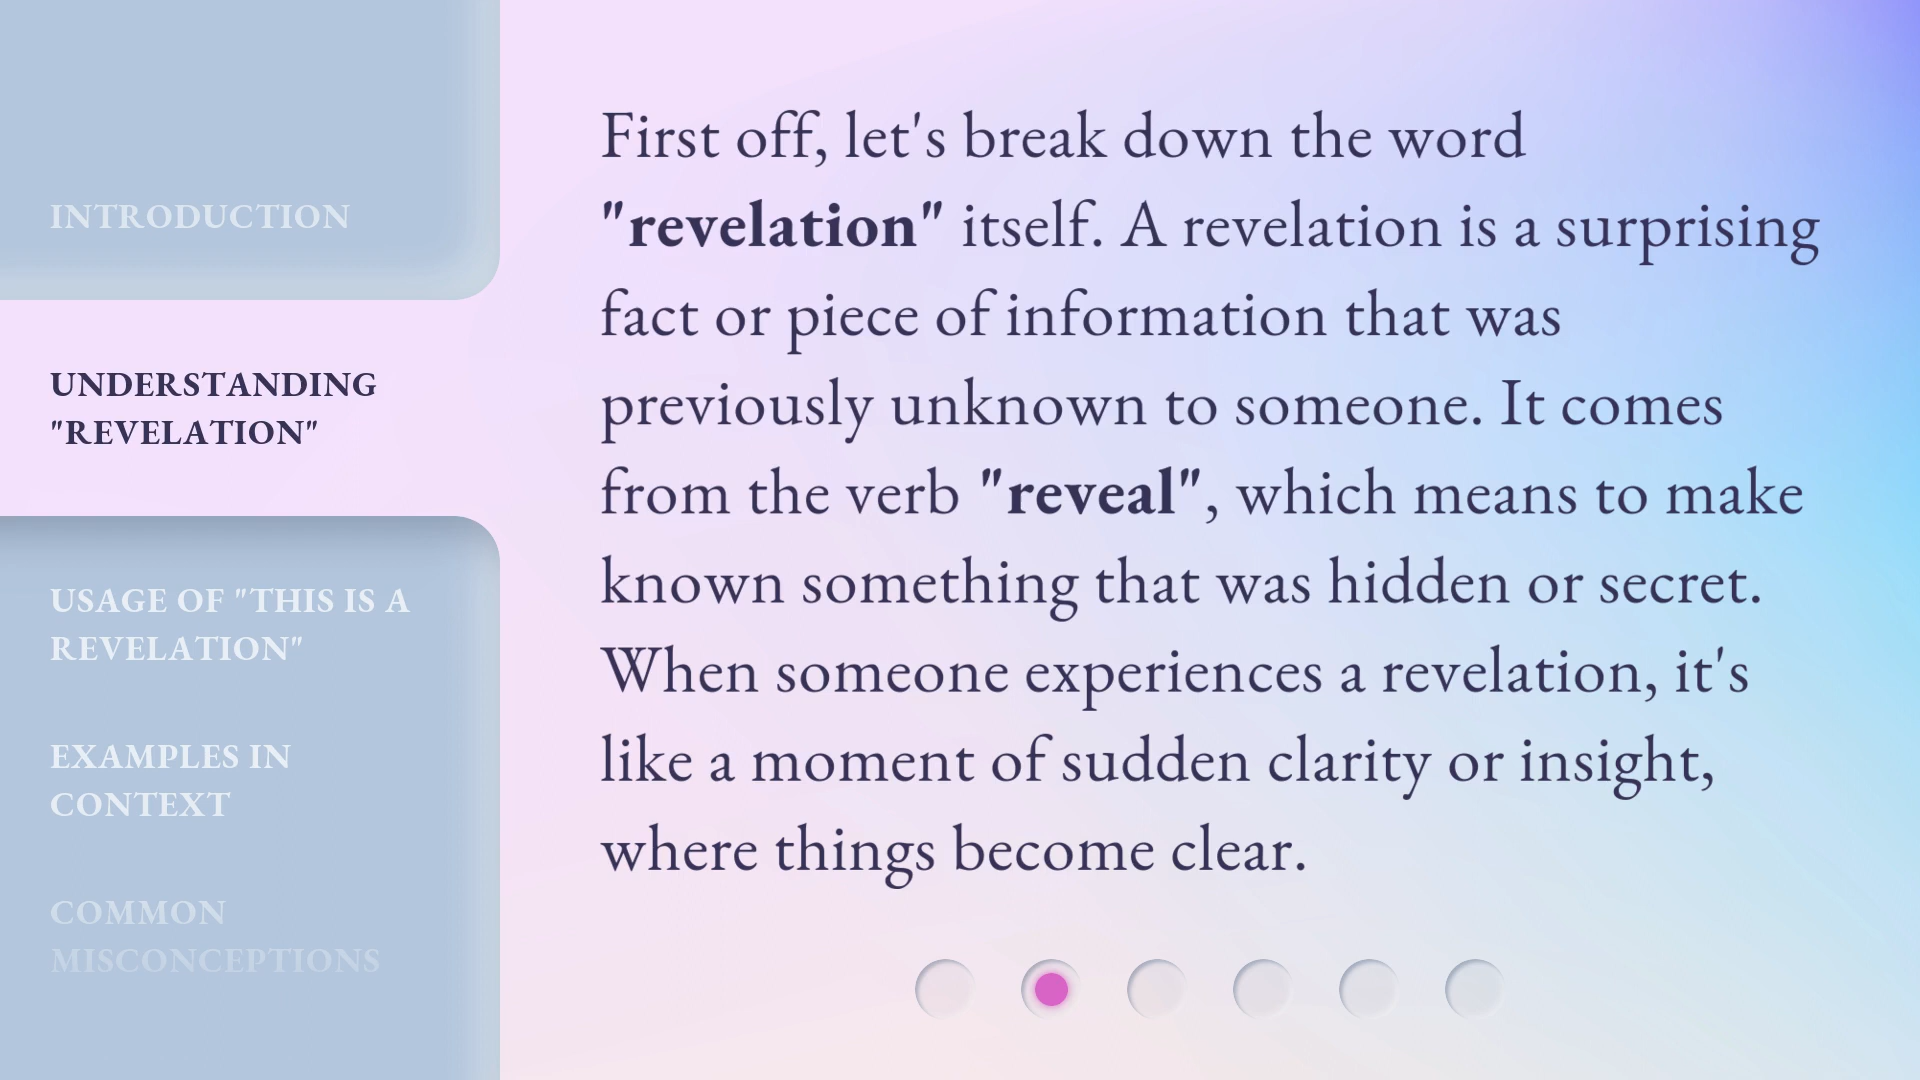 INTRODUCTION
UNDERSTANDING
"REVELATION"
USAGE OF "THIS IS A
REVELATION"
EXAMPLES IN
CONTEXT
COMMON
MISCONCEPTIONS
First off, let's break down the word
"revelation" itself. A revelation is a surprising
fact or piece of information that was
previously unknown to someone. It comes
from the verb "reveal", which means to make
known something that was hidden or secret.
When someone experiences a revelation, it's
like a moment of sudden clarity or insight,
where things become clear.